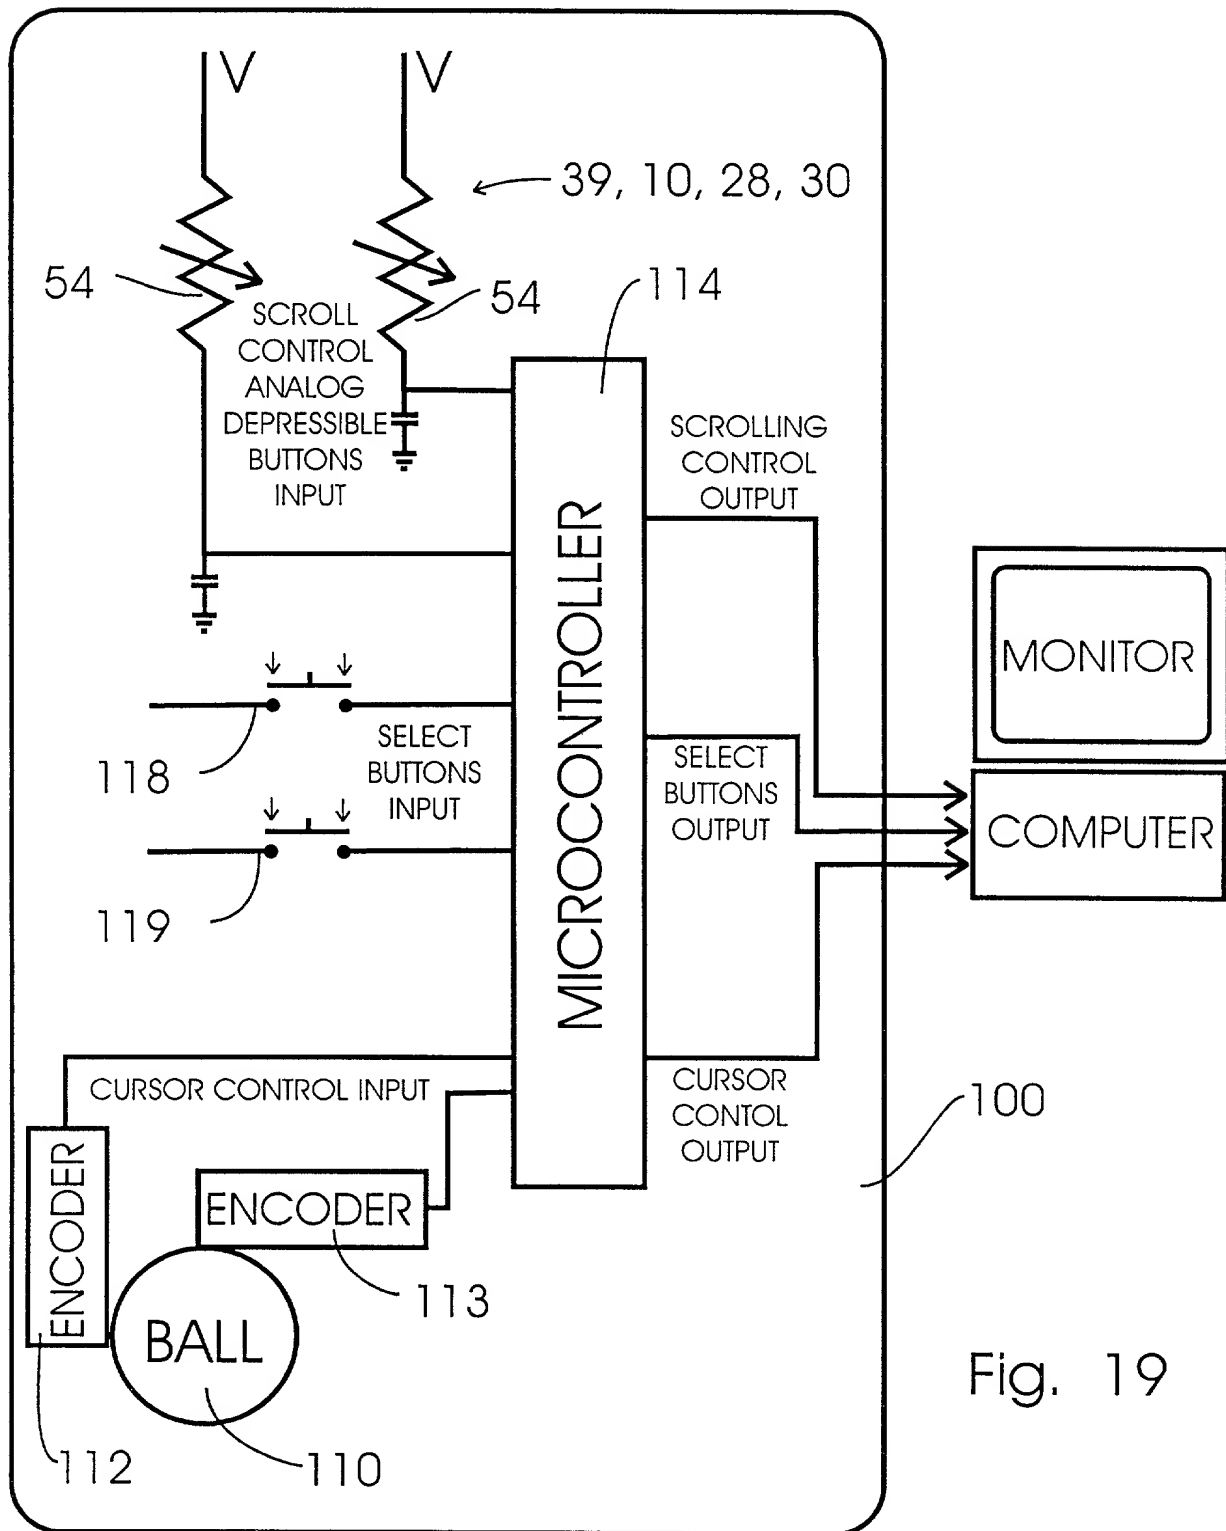 V
V
39, 10, 28, 30
54
54
114
SCROLL
CONTROL
ANALOG
DEPRESSIBLE
BUTTONS
INPUT
SCROLLING
CONTROL
OUTPUT
MICROCONTROLLER
MONITOR
SELECT
BUTTONS
INPUT
118
SELECT
BUTTONS
OUTPUT
COMPUTER
119
CURSOR CONTROL INPUT
CURSOR
CONTOL
OUTPUT
100
ENCODER
ENCODER
113
BALL
112
110
Fig. 19